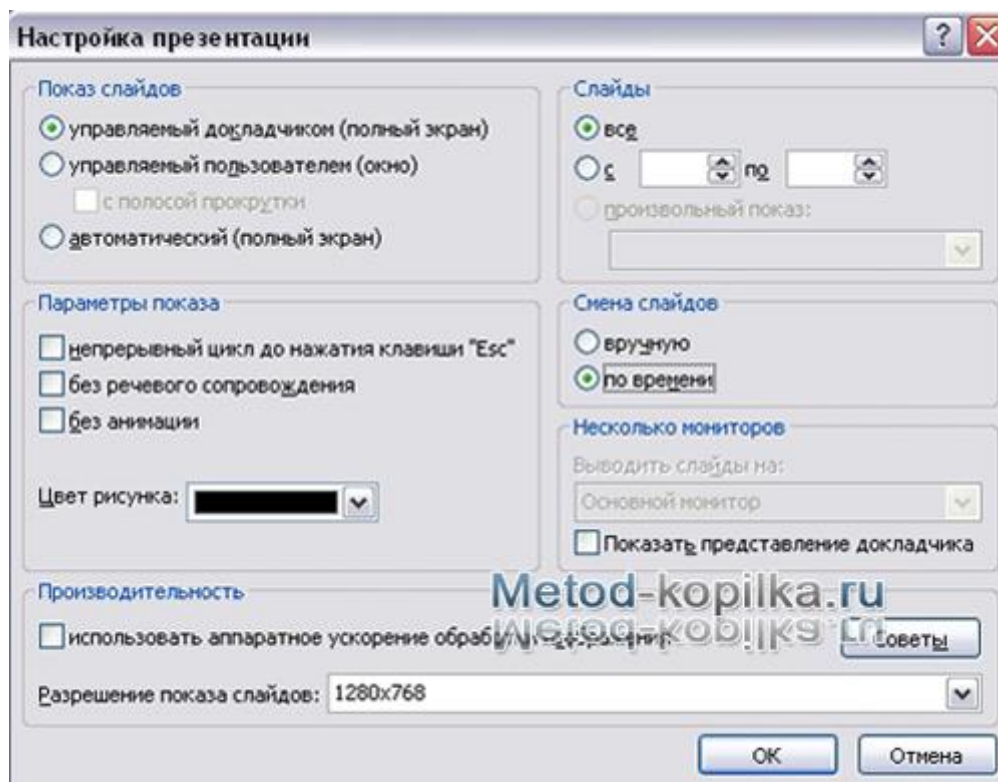 Настройка презентации
Показ слайдов
управляемый докладчиком (полный экран)
управляемый пользователем (окно)
с полосой прокрутки
автоматический (полный экран)
Слайды
все
с по
произвольный показ:
Параметры показа
непрерывный цикл до нажатия клавиши "Esc"
без речевого сопровождения
без анимации
Цвет рисунка:
Смена слайдов
вручную
по времени
Несколько мониторов
Выводить слайды на:
Основной монитор
Показать представление докладчика
Metod-kopilka.ru
Производительность
использовать аппаратное ускорение обработки изображения
Советы
Разрешение показа слайдов: 1280x768
ОК Отмена